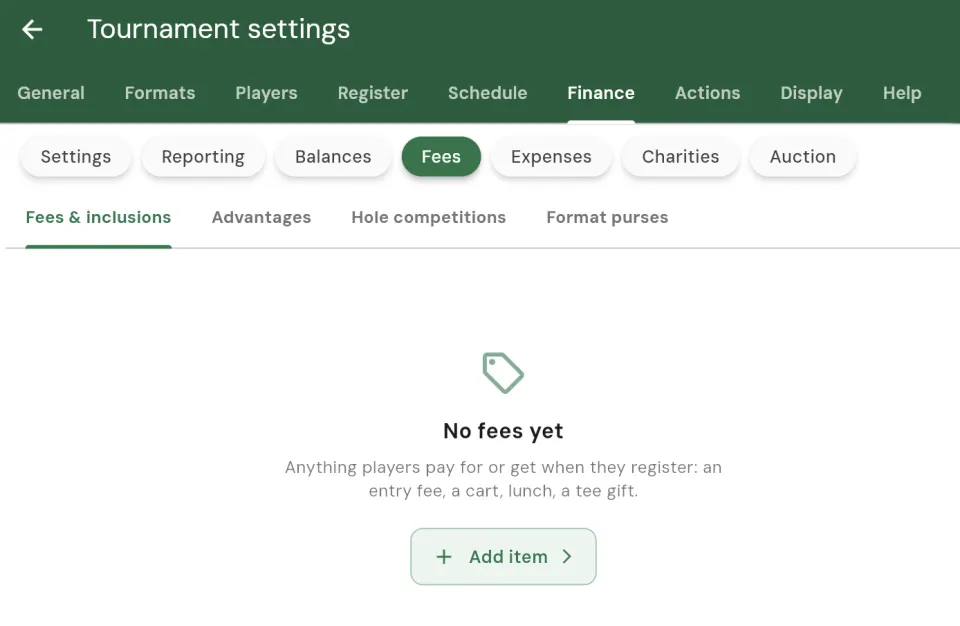 Tournament settings
General Formats Players Register Schedule Finance Actions Display Help
Settings Reporting Balances Fees Expenses Charities Auction
Fees & inclusions Advantages Hole competitions Format purses
No fees yet
Anything players pay for or get when they register: an
entry fee, a cart, lunch, a tee gift.
Add item